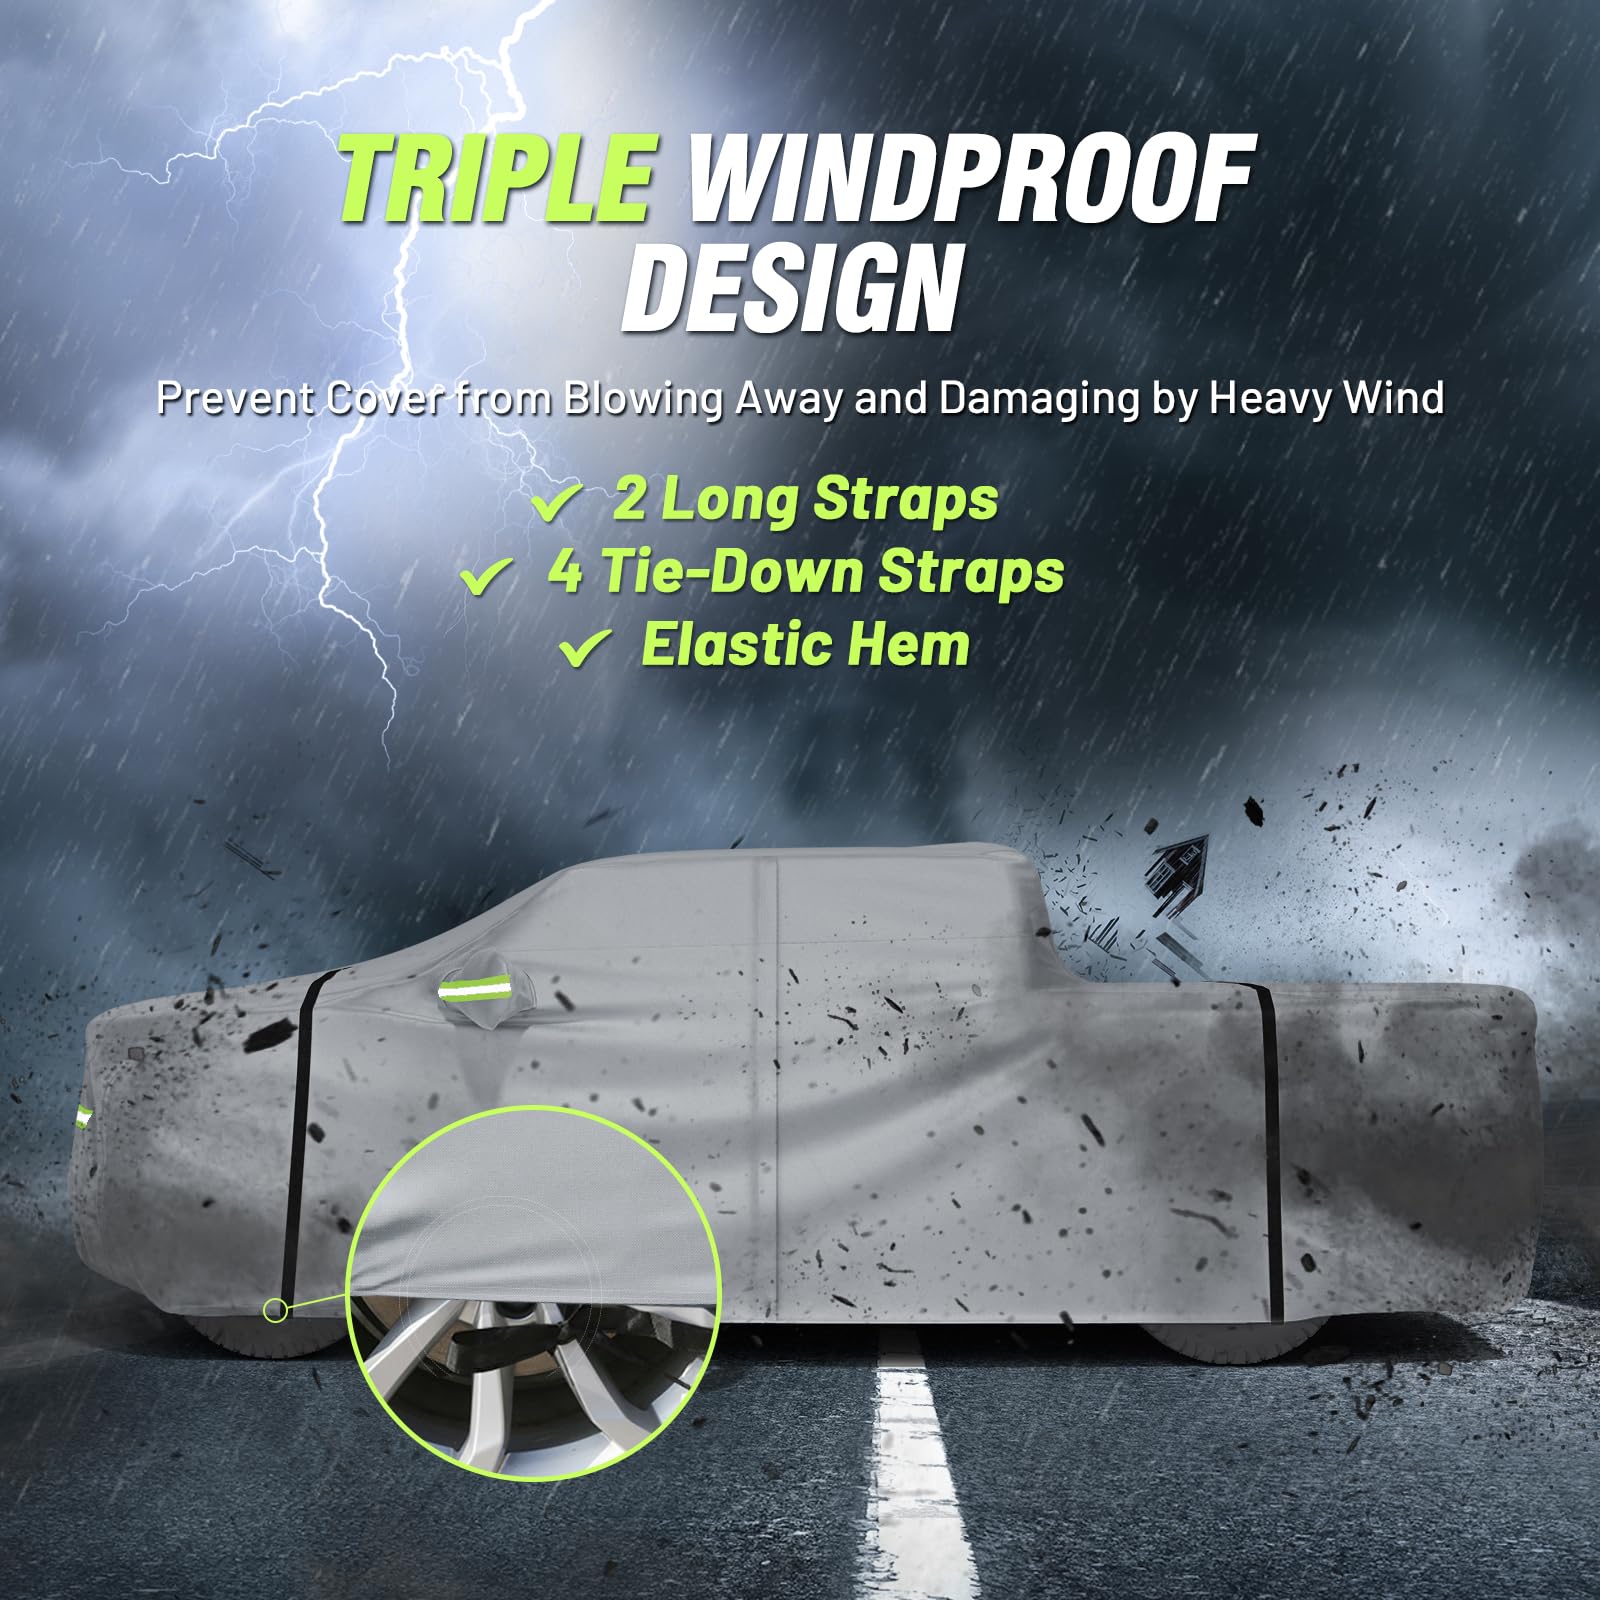 TRIPLE WINDPROOF
DESIGN
Prevent Cover from Blowing Away and Damaging by Heavy Wind
2 Long Straps
4 Tie-Down Straps
Elastic Hem